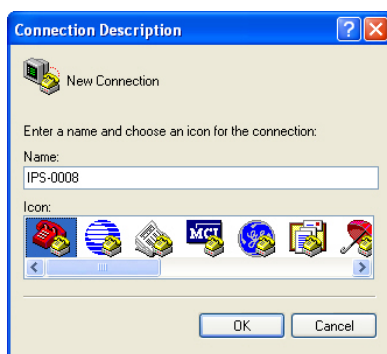 Connection Description
New Connection
Enter a name and choose an icon for the connection:
Name:
IPS-0008
Icon:
MCI
OK
Cancel